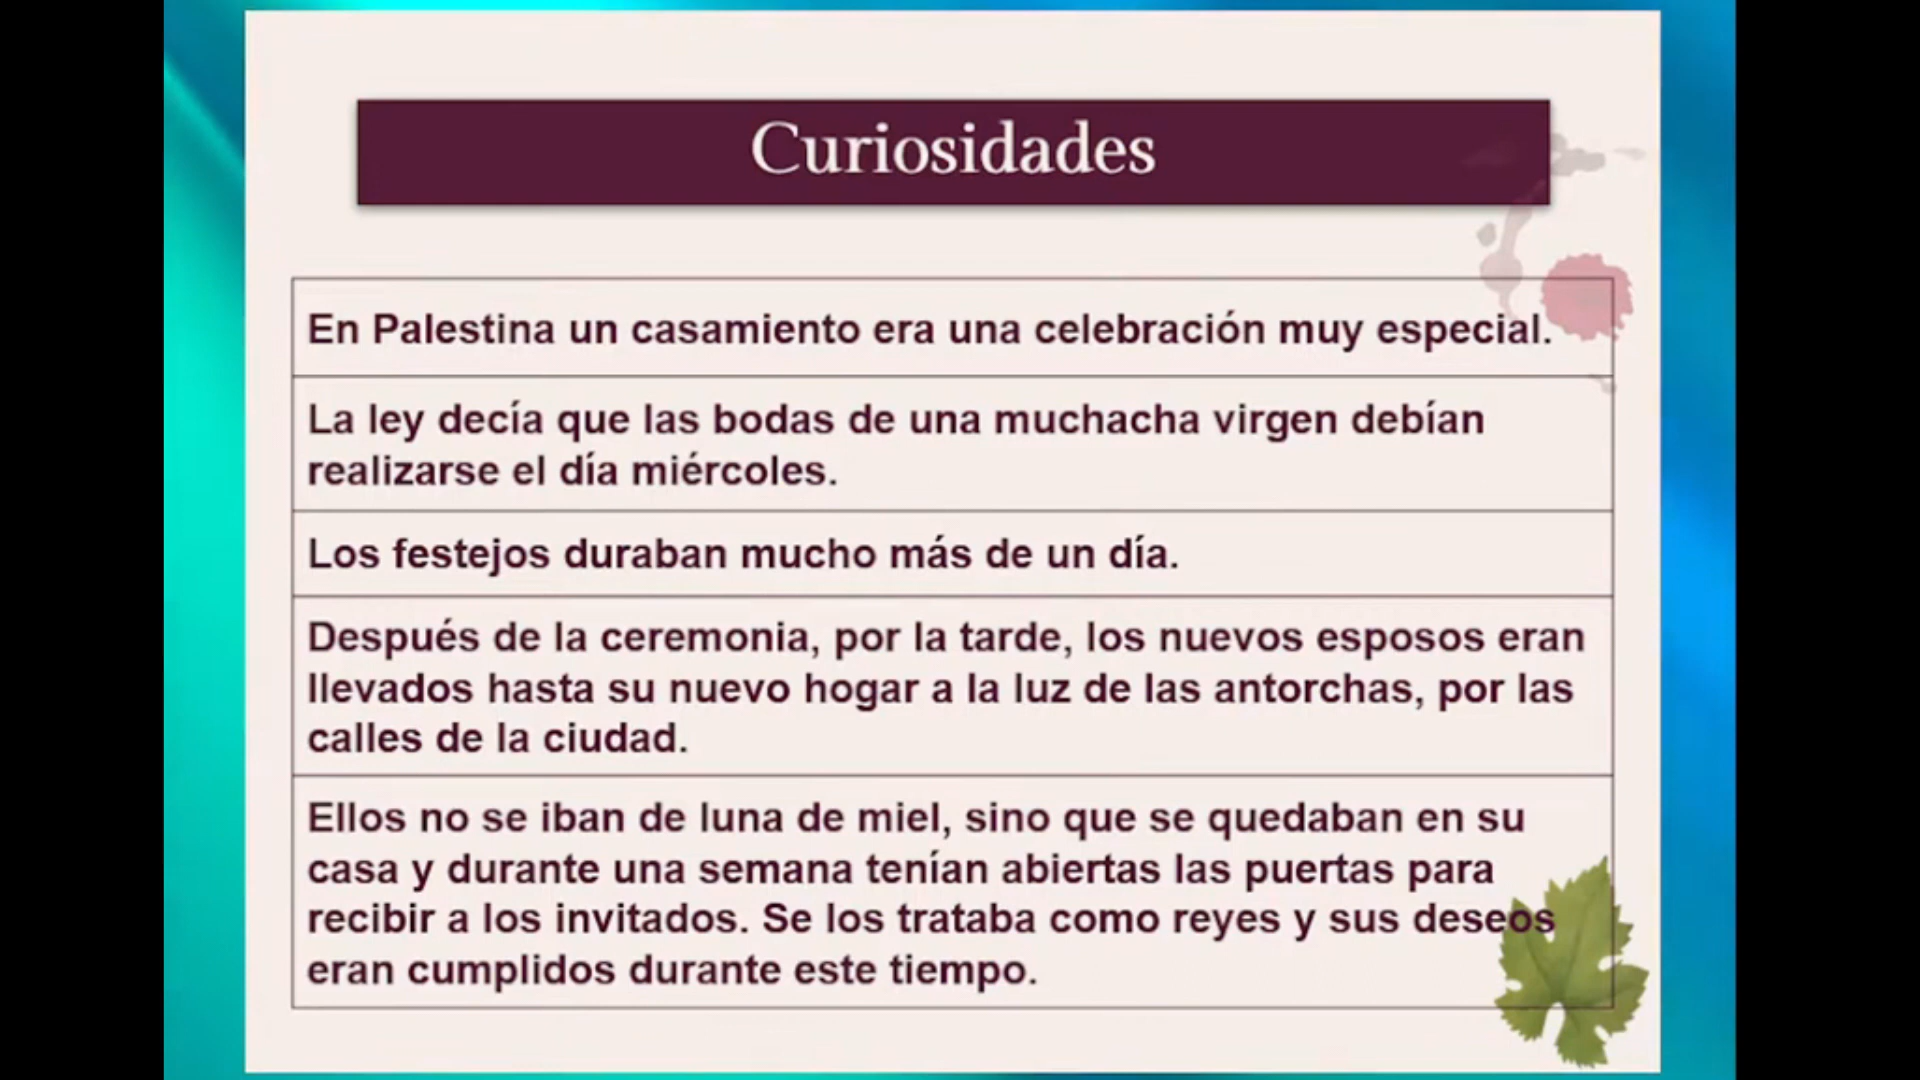 Curiosidades
En Palestina un casamiento era una celebración muy especial.
La ley decía que las bodas de una muchacha virgen debían
realizarse el día miércoles.
Los festejos duraban mucho más de un día.
Después de la ceremonia, por la tarde, los nuevos esposos eran
llevados hasta su nuevo hogar a la luz de las antorchas, por las
calles de la ciudad.
Ellos no se iban de luna de miel, sino que se quedaban en su
casa y durante una semana tenían abiertas las puertas para
recibir a los invitados. Se los trataba como reyes y sus deseos
eran cumplidos durante este tiempo.